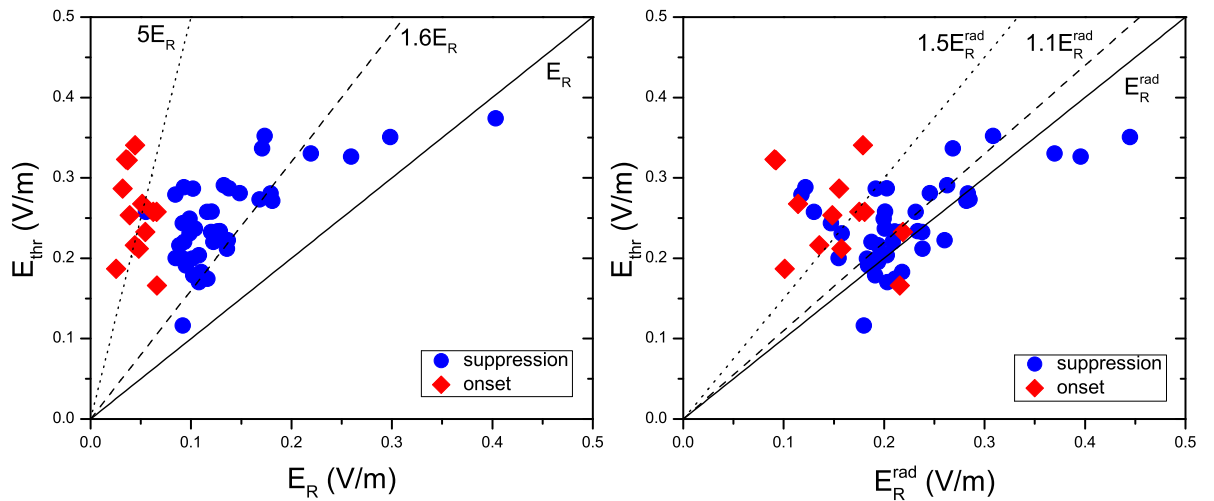 0.5
0.4
0.3
0.2
0.1
0.0
E_thr (V/m)
5E_R
1.6E_R
E_R
suppression
onset
0.0 0.1 0.2 0.3 0.4 0.5
E_R (V/m)
0.5
0.4
0.3
0.2
0.1
0.0
E_thr (V/m)
1.5E_R^rad
1.1E_R^rad
E_R^rad
suppression
onset
0.0 0.1 0.2 0.3 0.4 0.5
E_R^rad (V/m)